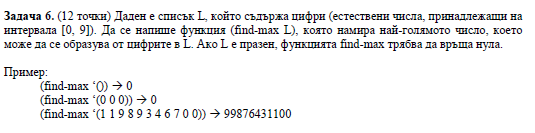 Задача 6. (12 точки) Даден е списък L, който съдържа цифри (естествени числа, принадлежащи на
интервала [0, 9]). Да се напише функция (find-max L), която намира най-голямото число, което
може да се образува от цифрите в L. Ако L е празен, функцията find-max трябва да връща нула.
Пример:
(find-max ‘()) → 0
(find-max ‘(0 0 0)) → 0
(find-max ‘(1 1 9 8 9 3 4 6 7 0 0)) → 99876431100